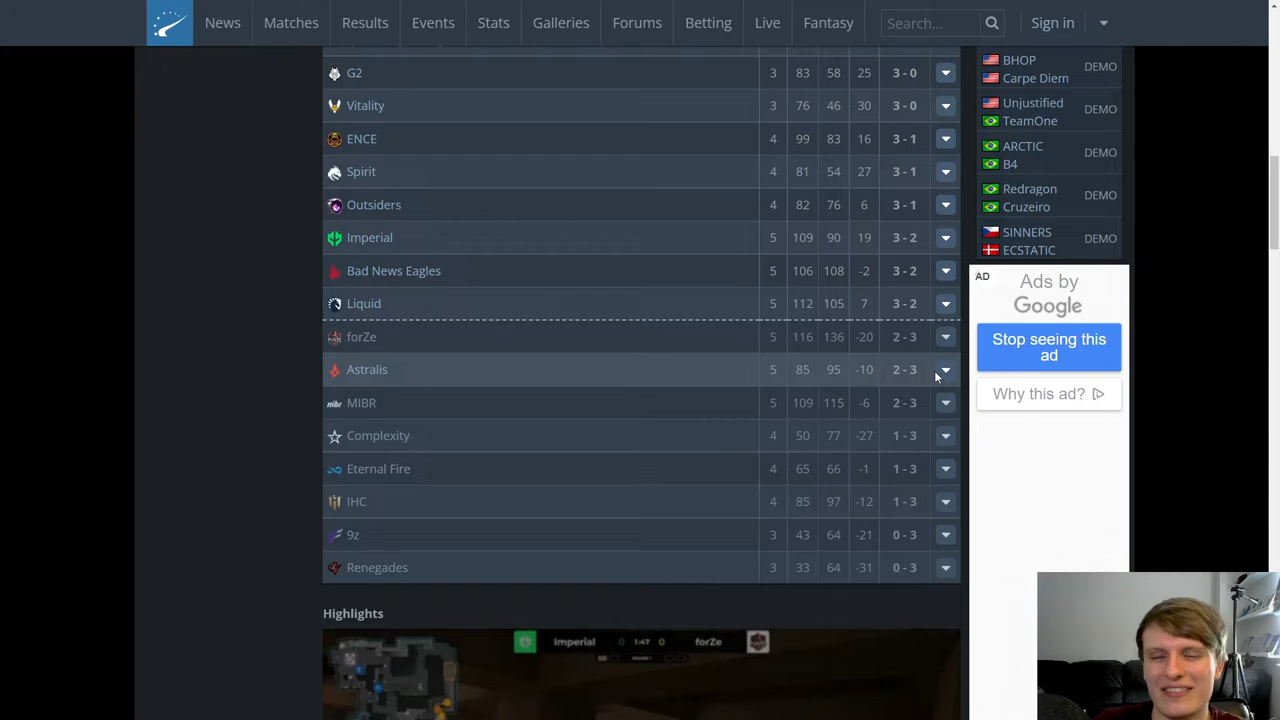 News Matches Results Events Stats Galleries Forums Betting Live Fantasy Search... Sign in
G2 3 83 58 25 3 - 0
Vitality 3 76 46 30 3 - 0
ENCE 4 99 83 16 3 - 1
Spirit 4 81 54 27 3 - 1
Outsiders 4 82 76 6 3 - 1
Imperial 5 109 90 19 3 - 2
Bad News Eagles 5 106 108 -2 3 - 2
Liquid 5 112 105 7 3 - 2
forZe 5 116 136 -20 2 - 3
Astralis 5 85 95 -10 2 - 3
MIBR 5 109 115 -6 2 - 3
Complexity 4 50 77 -27 1 - 3
Eternal Fire 4 65 66 -1 1 - 3
IHC 4 85 97 -12 1 - 3
9z 3 43 64 -21 0 - 3
Renegades 3 33 64 -31 0 - 3
Highlights
Imperial 0 1:47 0 forZe
BHOP
DEMO
Carpe Diem
Unjustified
DEMO
TeamOne
ARCTIC
DEMO
B4
Redragon
DEMO
Cruzeiro
SINNERS
DEMO
ECSTATIC
AD
Ads by
Google
Stop seeing this
ad
Why this ad?